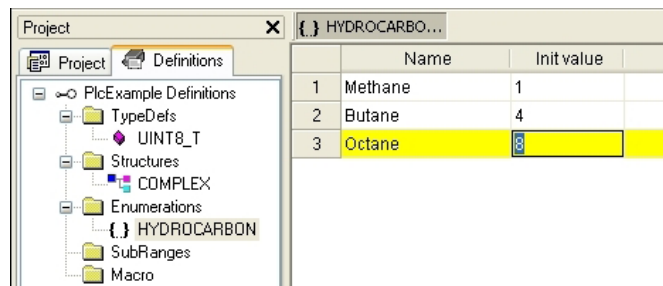 Project
Project Definitions
PlcExample Definitions
TypeDefs
UINT8_T
Structures
COMPLEX
Enumerations
{ } HYDROCARBON
SubRanges
Macro
{ } HYDROCARBO...
Name Init value
1 Methane 1
2 Butane 4
3 Octane 8